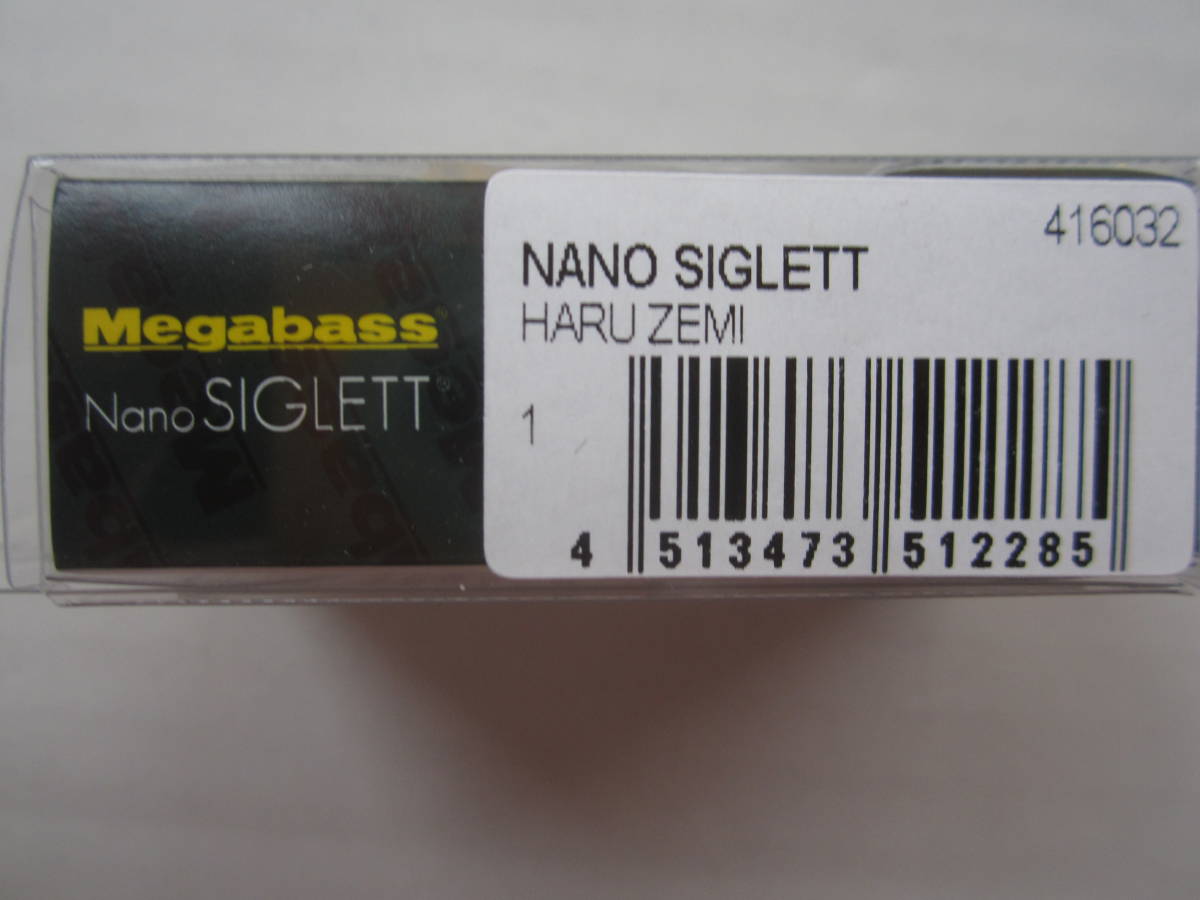 Megabass®
Nano SIGLETT®
416032
NANO SIGLETT
HARU ZEMI
1
4 513473 512285